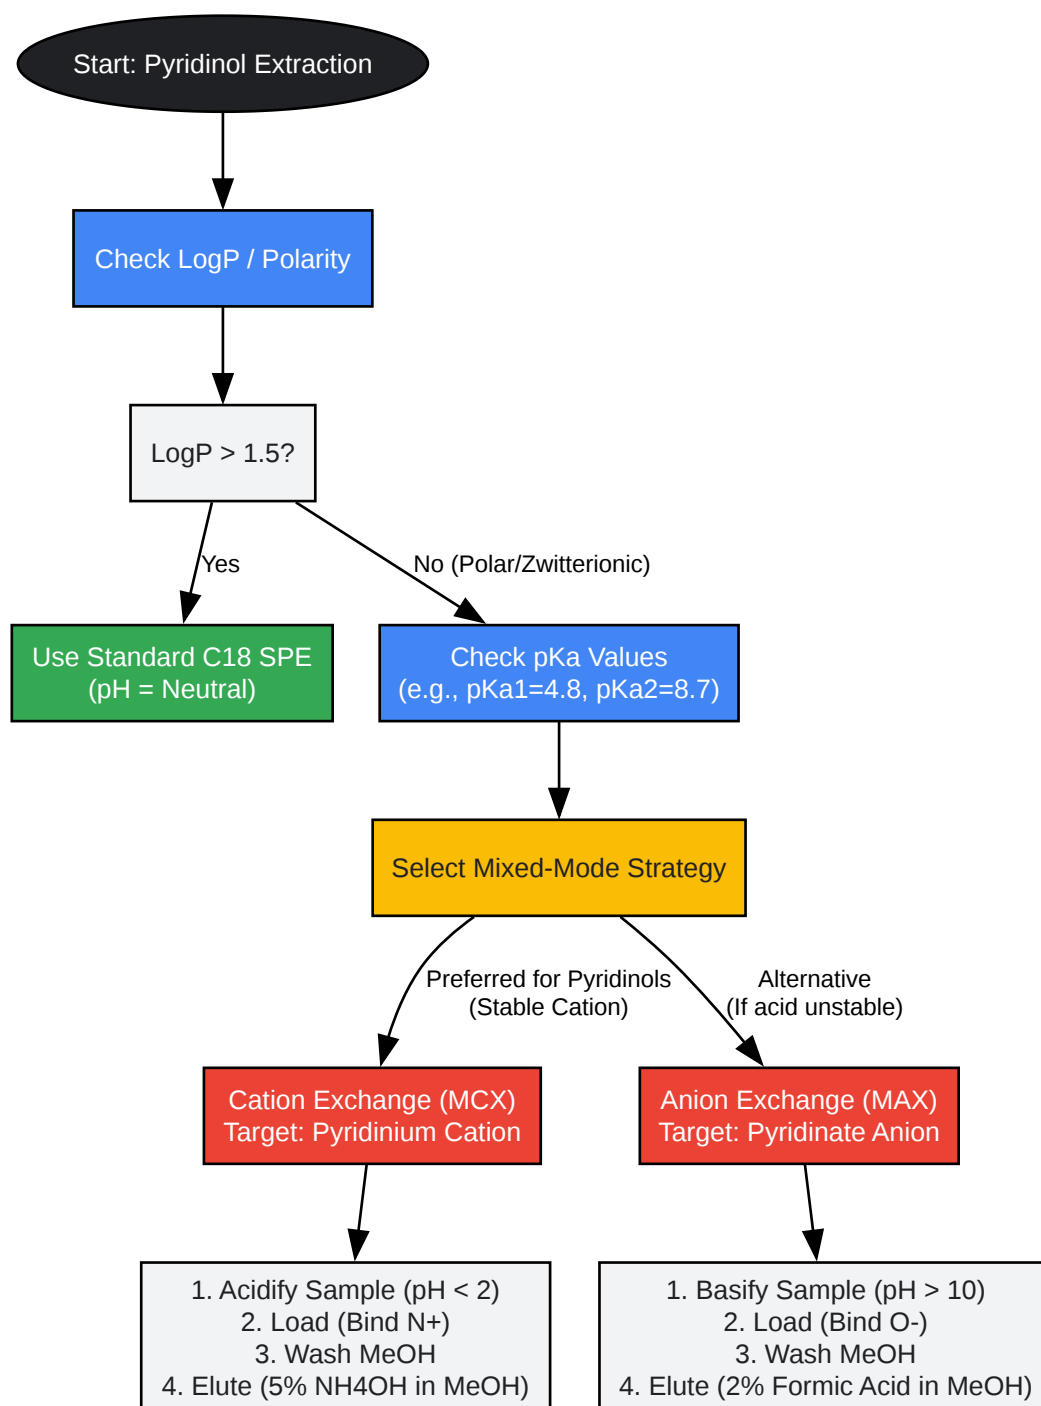 Start: Pyridinol Extraction
Check LogP / Polarity
LogP > 1.5?
Yes
No (Polar/Zwitterionic)
Use Standard C18 SPE
(pH = Neutral)
Check pKa Values
(e.g., pKa1=4.8, pKa2=8.7)
Select Mixed-Mode Strategy
Preferred for Pyridinols
(Stable Cation)
Alternative
(If acid unstable)
Cation Exchange (MCX)
Target: Pyridinium Cation
Anion Exchange (MAX)
Target: Pyridinate Anion
1. Acidify Sample (pH < 2)
2. Load (Bind N+)
3. Wash MeOH
4. Elute (5% NH4OH in MeOH)
1. Basify Sample (pH > 10)
2. Load (Bind O-)
3. Wash MeOH
4. Elute (2% Formic Acid in MeOH)